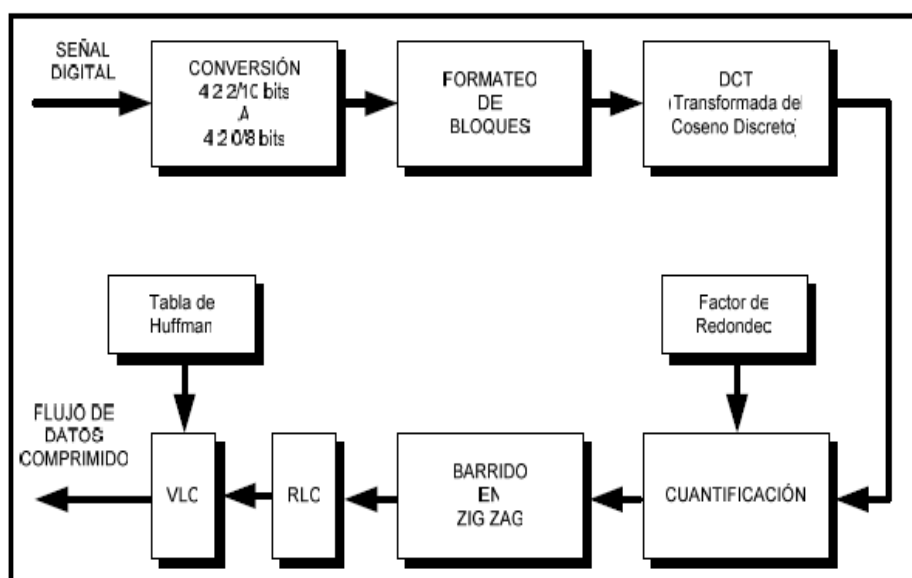 SEÑAL
DIGITAL
CONVERSIÓN
4 2 2/10 bits
A
4 2 0/8 bits
FORMATEO
DE
BLOQUES
DCT
(Transformada del
Coseno Discreto)
Tabla de
Huffman
Factor de
Redondeo
FLUJO DE
DATOS
COMPRIMIDO
VLC
RLC
BARRIDO
EN
ZIG ZAG
CUANTIFICACIÓN